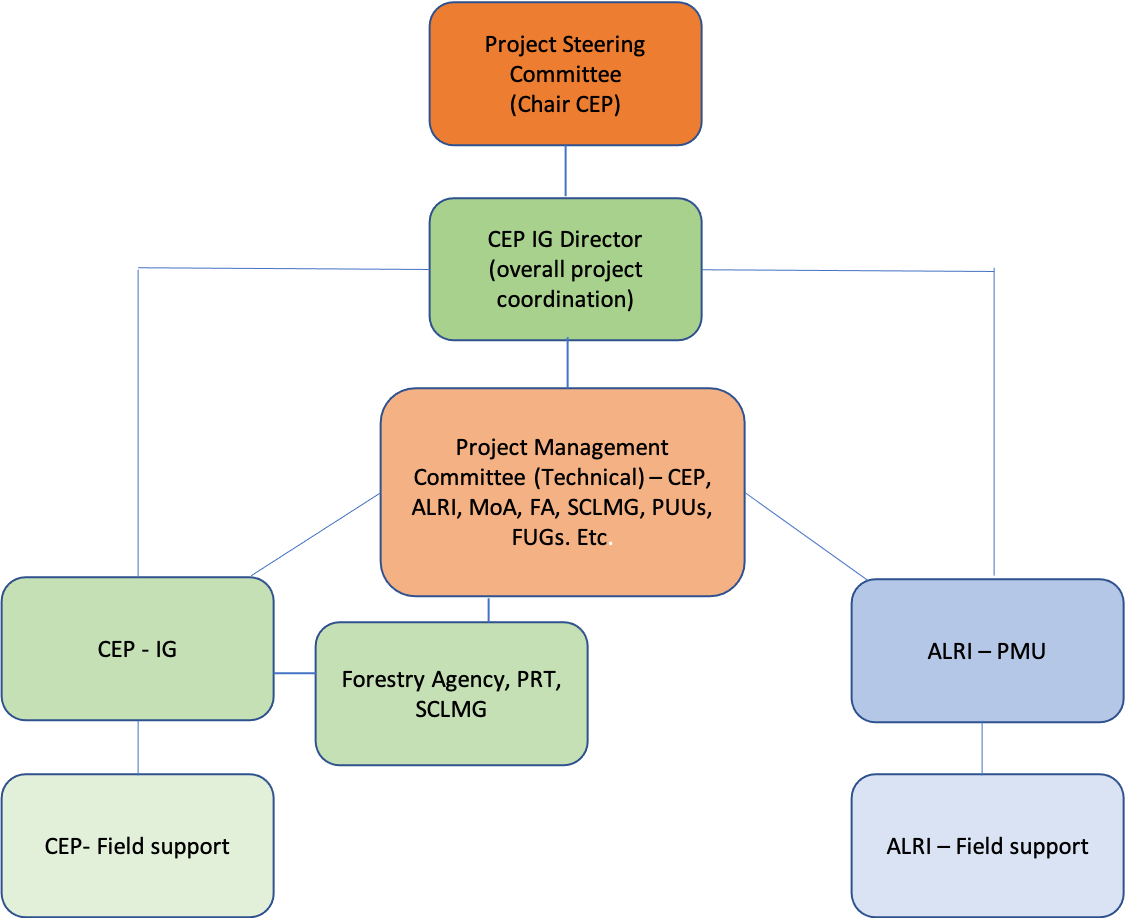 Project Steering
Committee
(Chair CEP)
CEP IG Director
(overall project
coordination)
Project Management
Committee (Technical) – CEP,
ALRI, MoA, FA, SCLMG, PUUs,
FUGs. Etc.
CEP - IG
ALRI – PMU
Forestry Agency, PRT,
SCLMG
CEP- Field support
ALRI – Field support